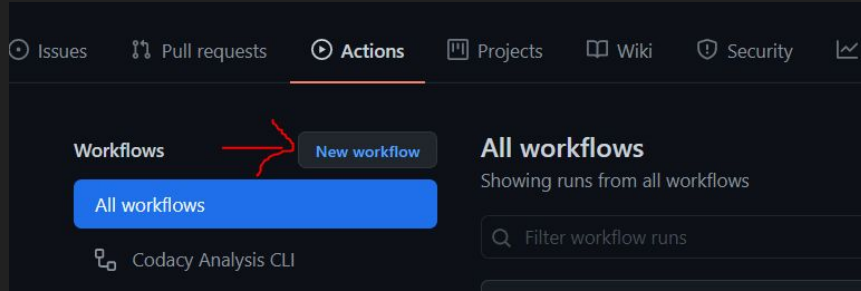 Issues Pull requests Actions Projects Wiki Security
Workflows New workflow
All workflows
Showing runs from all workflows
All workflows
Filter workflow runs
Codacy Analysis CLI